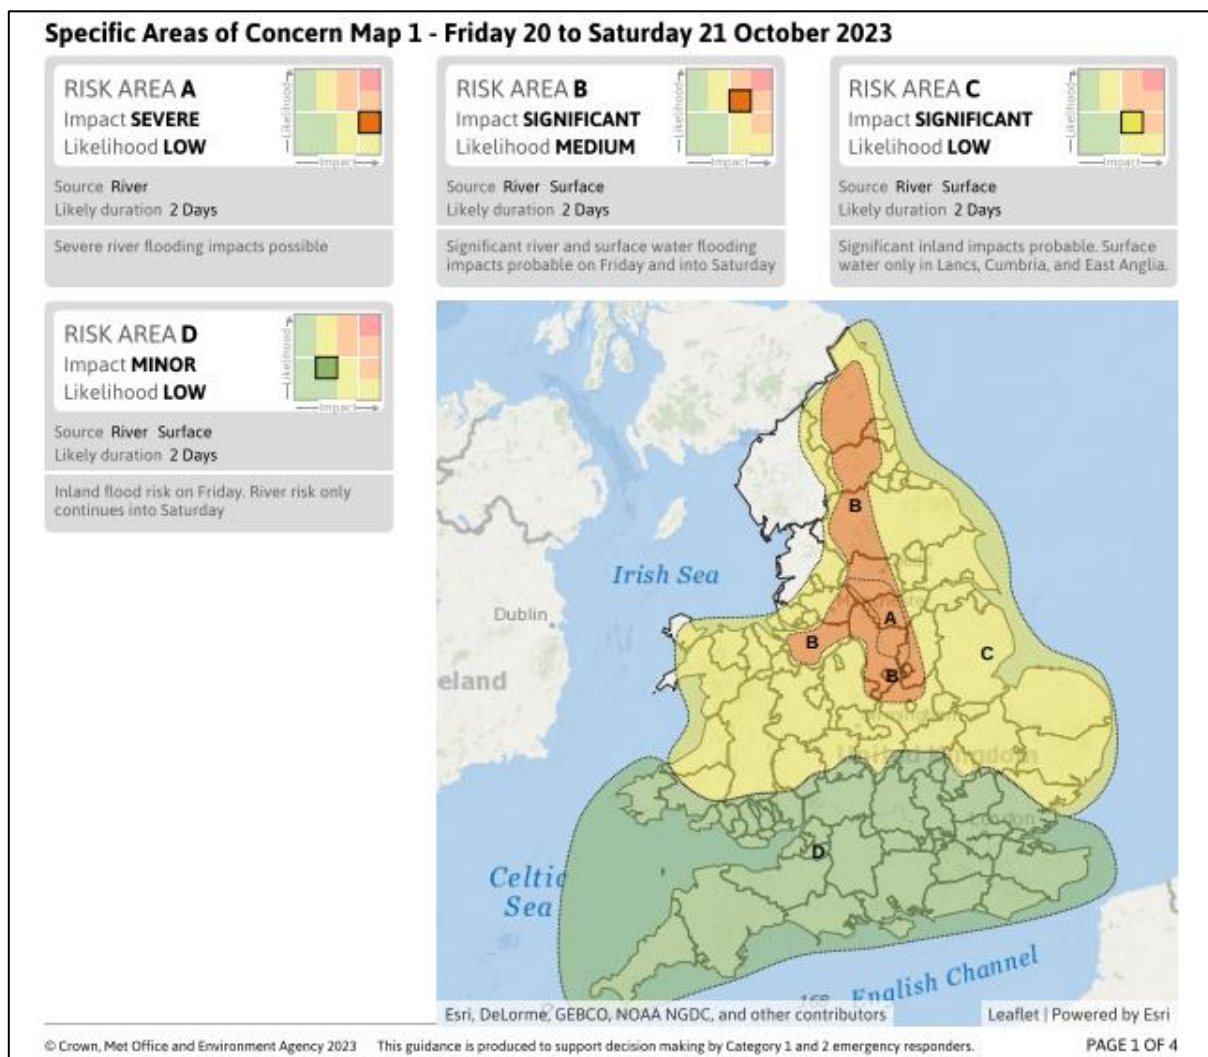 Specific Areas of Concern Map 1 - Friday 20 to Saturday 21 October 2023
RISK AREA A
Impact SEVERE
Likelihood LOW
Likelihood
Impact
Source River
Likely duration 2 Days
Severe river flooding impacts possible
RISK AREA B
Impact SIGNIFICANT
Likelihood MEDIUM
Likelihood
Impact
Source River Surface
Likely duration 2 Days
Significant river and surface water flooding
impacts probable on Friday and into Saturday
RISK AREA C
Impact SIGNIFICANT
Likelihood LOW
Likelihood
Impact
Source River Surface
Likely duration 2 Days
Significant inland impacts probable. Surface
water only in Lancs, Cumbria, and East Anglia.
RISK AREA D
Impact MINOR
Likelihood LOW
Likelihood
Impact
Source River Surface
Likely duration 2 Days
Inland flood risk on Friday. River risk only
continues into Saturday
B
Irish Sea
Dublin
A
B
C
eland
B
United Kingdom
London
D
Celtic
Sea
English Channel
168
Esri, DeLorme, GEBCO, NOAA NGDC, and other contributors
Leaflet | Powered by Esri
© Crown, Met Office and Environment Agency 2023 This guidance is produced to support decision making by Category 1 and 2 emergency responders. PAGE 1 OF 4